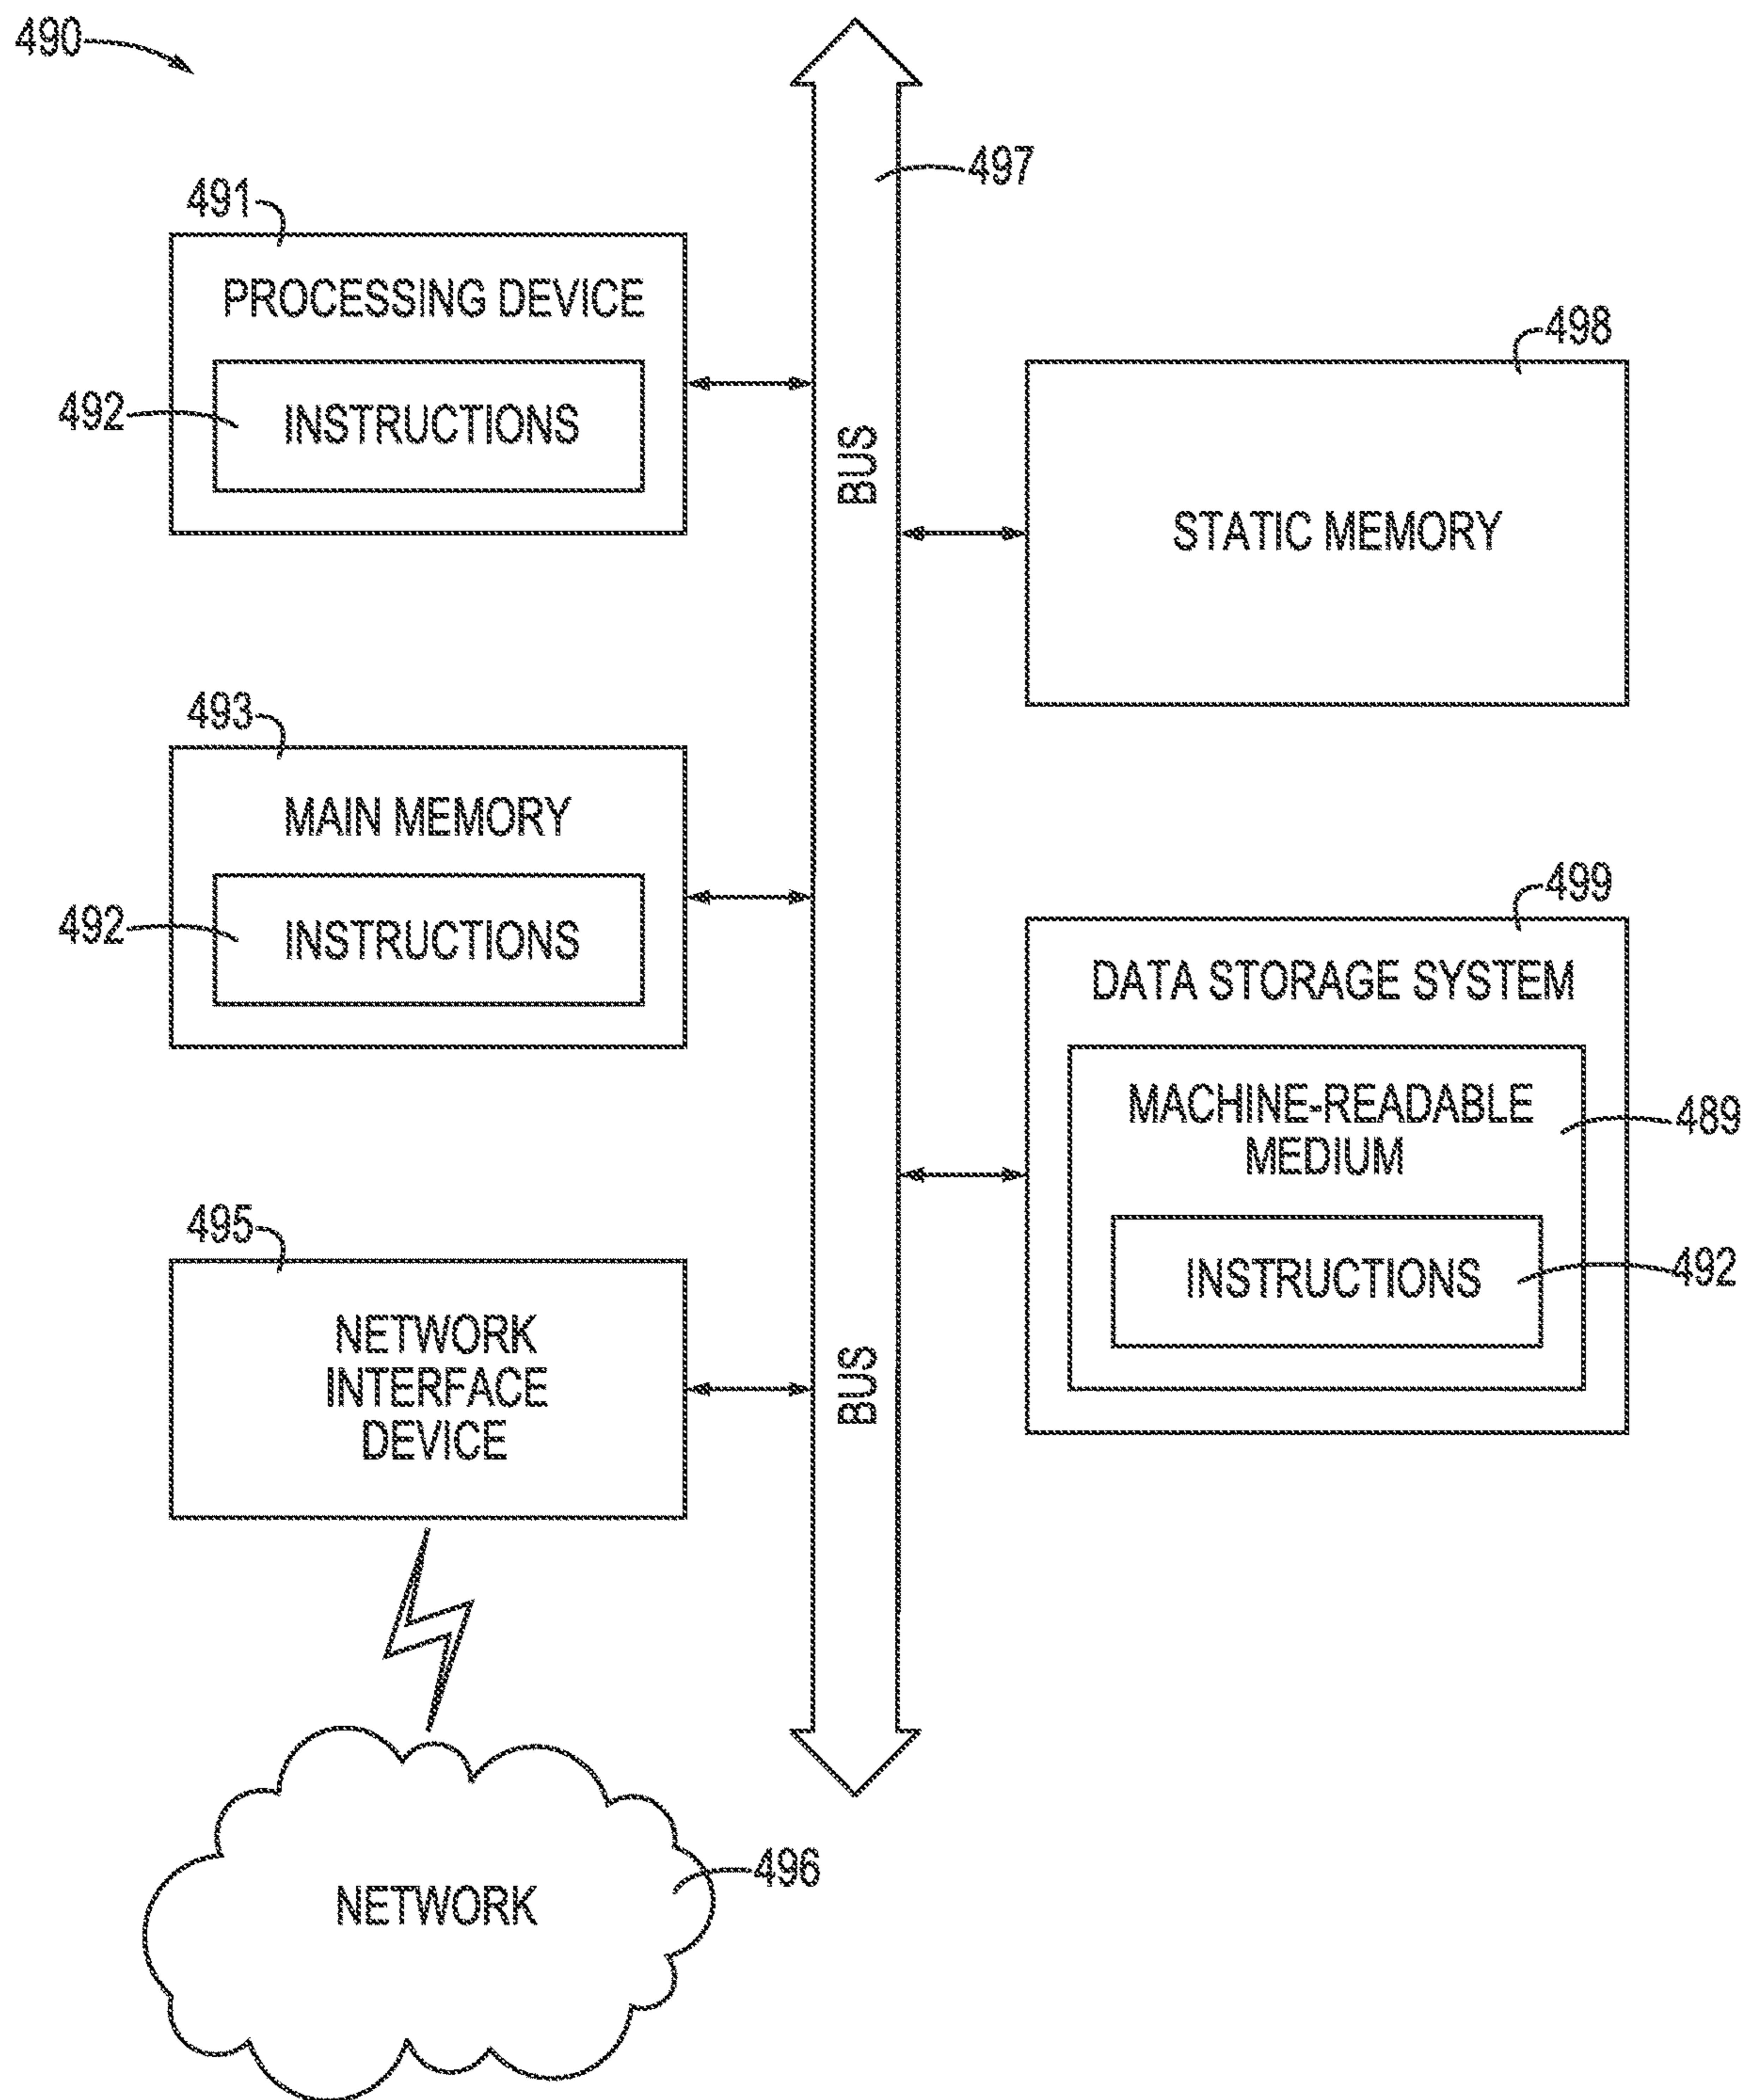 490
497
491
PROCESSING DEVICE
492
INSTRUCTIONS
BUS
498
STATIC MEMORY
493
MAIN MEMORY
492
INSTRUCTIONS
499
DATA STORAGE SYSTEM
MACHINE-READABLE
MEDIUM
489
INSTRUCTIONS
492
495
NETWORK
INTERFACE
DEVICE
BUS
496
NETWORK